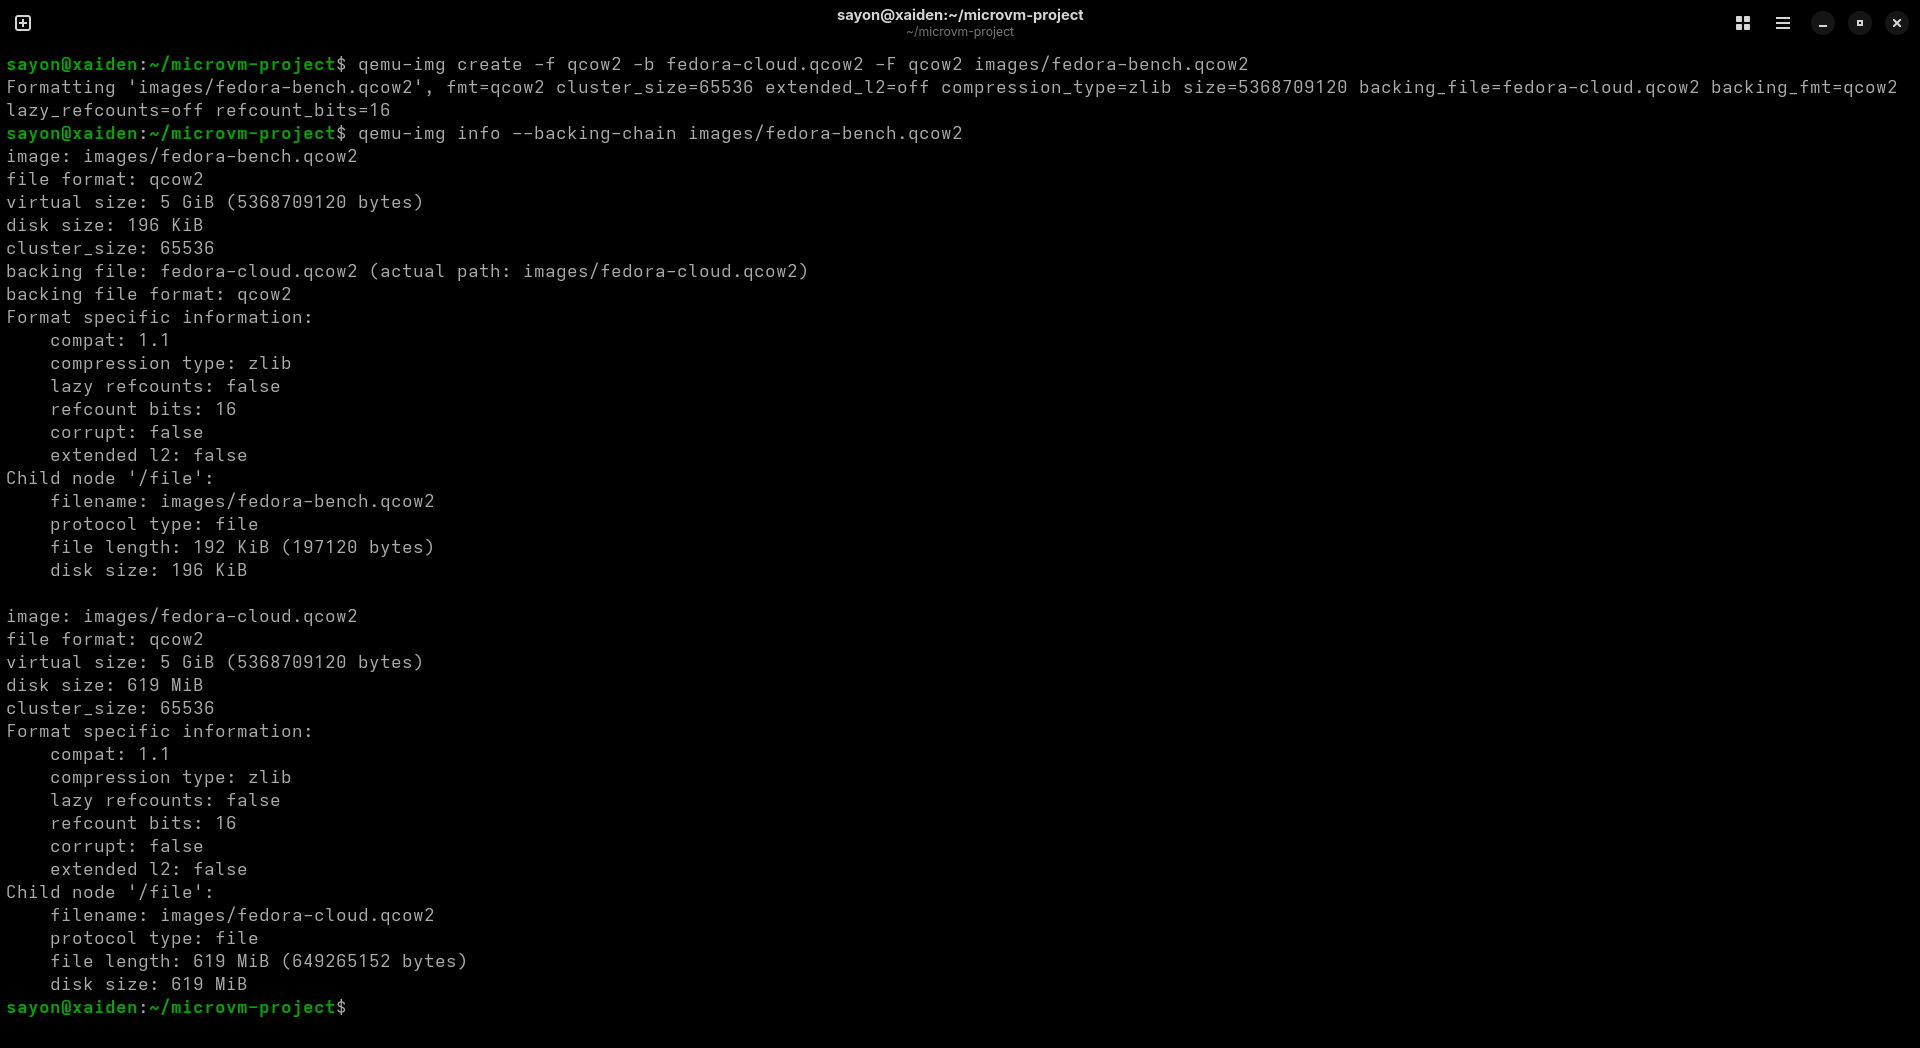 sayon@xaiden:~/microvm-project
~/microvm-project
sayon@xaiden:~/microvm-project$ qemu-img create -f qcow2 -b fedora-cloud.qcow2 -F qcow2 images/fedora-bench.qcow2
Formatting 'images/fedora-bench.qcow2', fmt=qcow2 cluster_size=65536 extended_l2=off compression_type=zlib size=5368709120 backing_file=fedora-cloud.qcow2 backing_fmt=qcow2
lazy_refcounts=off refcount_bits=16
sayon@xaiden:~/microvm-project$ qemu-img info --backing-chain images/fedora-bench.qcow2
image: images/fedora-bench.qcow2
file format: qcow2
virtual size: 5 GiB (5368709120 bytes)
disk size: 196 KiB
cluster_size: 65536
backing file: fedora-cloud.qcow2 (actual path: images/fedora-cloud.qcow2)
backing file format: qcow2
Format specific information:
    compat: 1.1
    compression type: zlib
    lazy refcounts: false
    refcount bits: 16
    corrupt: false
    extended l2: false
Child node '/file':
    filename: images/fedora-bench.qcow2
    protocol type: file
    file length: 192 KiB (197120 bytes)
    disk size: 196 KiB

image: images/fedora-cloud.qcow2
file format: qcow2
virtual size: 5 GiB (5368709120 bytes)
disk size: 619 MiB
cluster_size: 65536
Format specific information:
    compat: 1.1
    compression type: zlib
    lazy refcounts: false
    refcount bits: 16
    corrupt: false
    extended l2: false
Child node '/file':
    filename: images/fedora-cloud.qcow2
    protocol type: file
    file length: 619 MiB (649265152 bytes)
    disk size: 619 MiB
sayon@xaiden:~/microvm-project$